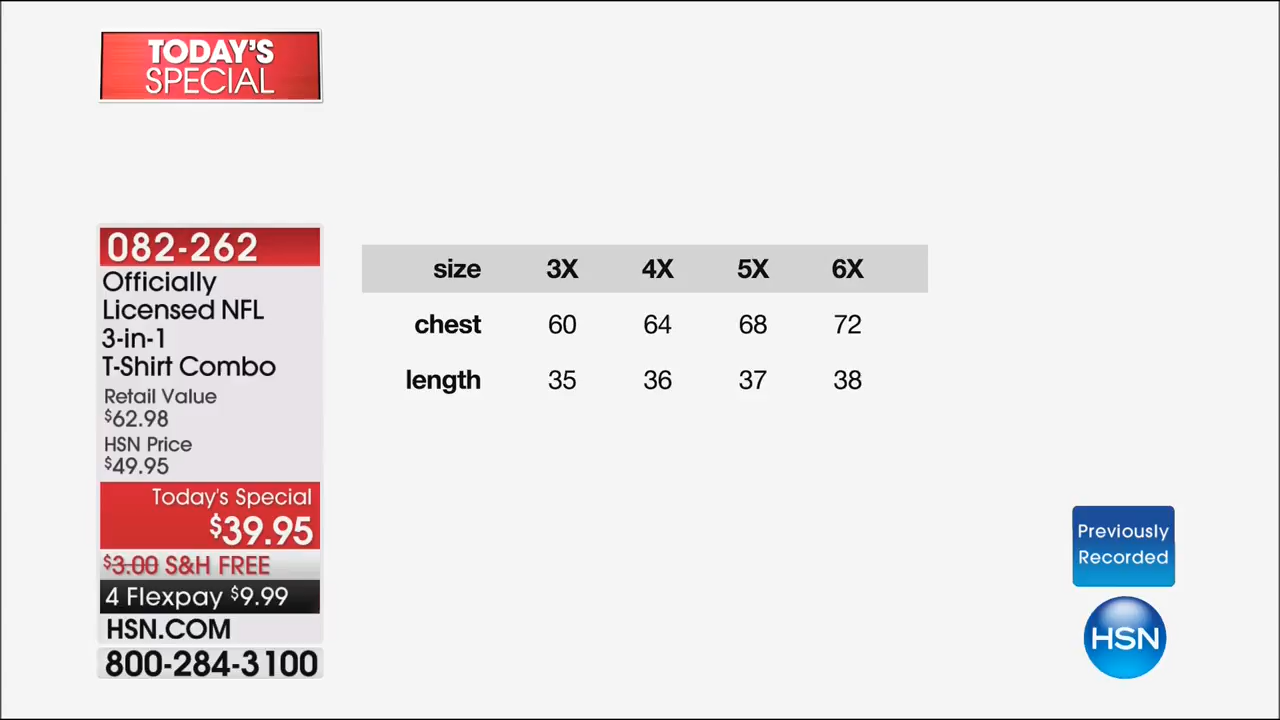 TODAY'S
SPECIAL
082-262
Officially
Licensed NFL
3-in-1
T-Shirt Combo
Retail Value
$62.98
HSN Price
$49.95
Today's Special
$39.95
$3.00 S&H FREE
4 Flexpay $9.99
HSN.COM
800-284-3100
size 3X 4X 5X 6X
chest 60 64 68 72
length 35 36 37 38
Previously
Recorded
HSN